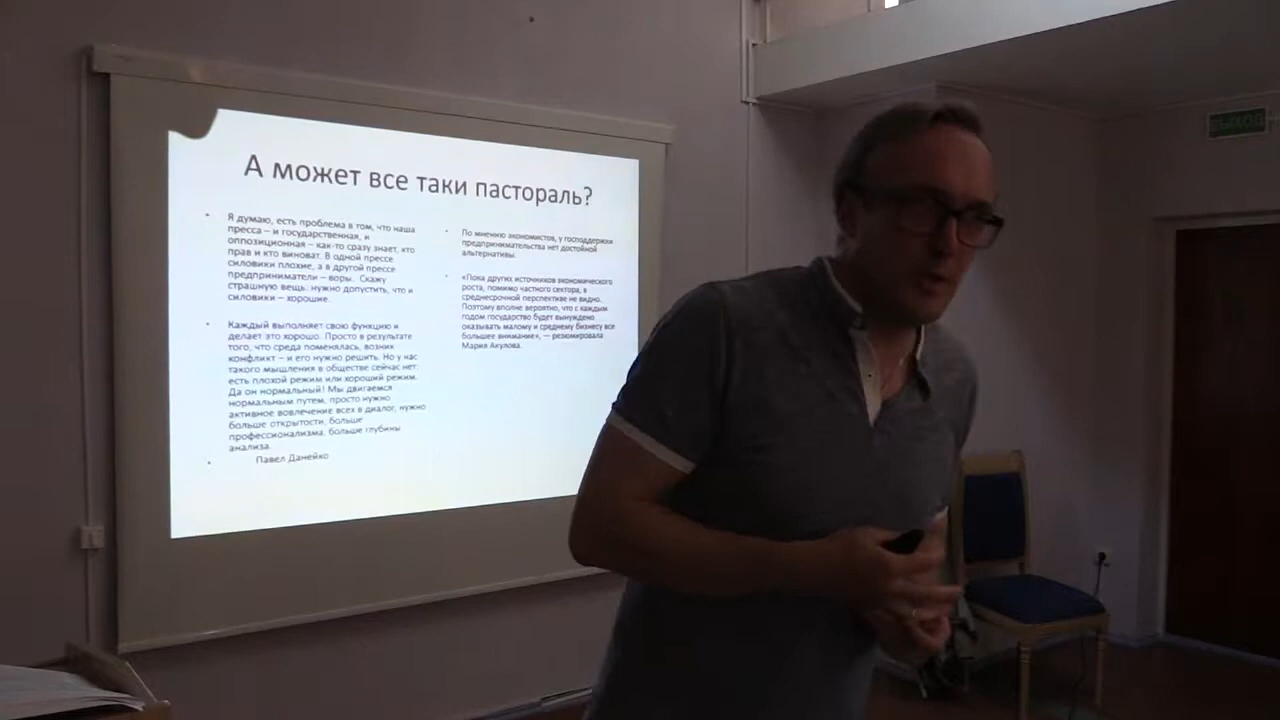 А может все таки пастораль?
Я думаю, есть проблема в том, что наша
пресса – и государственная, и
оппозиционная – как-то сразу знает, кто
прав и кто виноват. В одной прессе
силовики плохие, а в другой прессе
предприниматели – воры. Скажу
страшную вещь: нужно допустить, что и
силовики – хорошие.
Каждый выполняет свою функцию и
делает это хорошо. Просто в результате
того, что среда поменялась, возник
конфликт – и его нужно решить. Но у нас
такого мышления в обществе сейчас нет:
есть плохой режим или хороший режим.
Да он нормальный! Мы двигаемся
нормальным путем, просто нужно
активное вовлечение всех в диалог, нужно
больше открытости, больше
профессионализма, больше глубины
анализа.
Павел Данейко
По мнению экономистов, у господдержки
предпринимательства нет достойной
альтернативы.
«Пока других источников экономического
роста, помимо частного сектора, в
среднесрочной перспективе не видно.
Поэтому вполне вероятно, что с каждым
годом государство будет вынуждено
оказывать малому и среднему бизнесу все
большее внимание», — резюмировала
Мария Акулова.
ВЫХОД